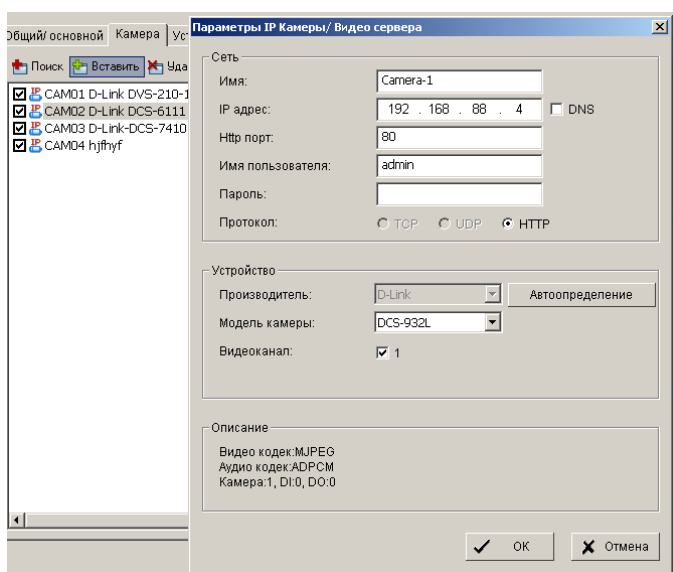 Общий/ основной Камера Уст
Поиск Вставить Уда
CAM01 D-Link DVS-210-1
CAM02 D-Link DCS-6111
CAM03 D-Link-DCS-7410
CAM04 hjfhyf
Параметры IP Камеры/ Видео сервера
Сеть
Имя: Camera-1
IP адрес: 192 . 168 . 88 . 4 DNS
Http порт: 80
Имя пользователя: admin
Пароль:
Протокол: TCP UDP HTTP
Устройство
Производитель: D-Link Автоопределение
Модель камеры: DCS-932L
Видеоканал: 1
Описание
Видео кодек:MJPEG
Аудио кодек:ADPCM
Камера:1, DI:0, DO:0
OK Отмена